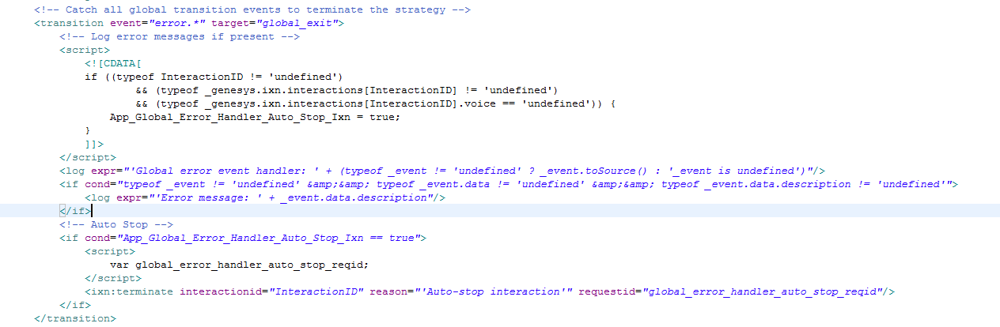 <!-- Catch all global transition events to terminate the strategy -->
<transition event="error.*" target="global_exit">
<!-- Log error messages if present -->
<script>
<![CDATA[
if ((typeof InteractionID != 'undefined')
&& (typeof _genesys.ixn.interactions[InteractionID] != 'undefined')
&& (typeof _genesys.ixn.interactions[InteractionID].voice == 'undefined')) {
App_Global_Error_Handler_Auto_Stop_Ixn = true;
}
]]>
</script>
<log expr="'Global error event handler: ' + (typeof _event != 'undefined' ? _event.toSource() : '_event is undefined')"/>
<if cond="typeof _event != 'undefined' &amp;&amp; typeof _event.data != 'undefined' &amp;&amp; typeof _event.data.description != 'undefined'">
<log expr="'Error message: ' + _event.data.description"/>
</if>
<!-- Auto Stop -->
<if cond="App_Global_Error_Handler_Auto_Stop_Ixn == true">
<script>
var global_error_handler_auto_stop_reqid;
</script>
<ixn:terminate interactionid="InteractionID" reason="'Auto-stop interaction'" requestid="global_error_handler_auto_stop_reqid"/>
</if>
</transition>